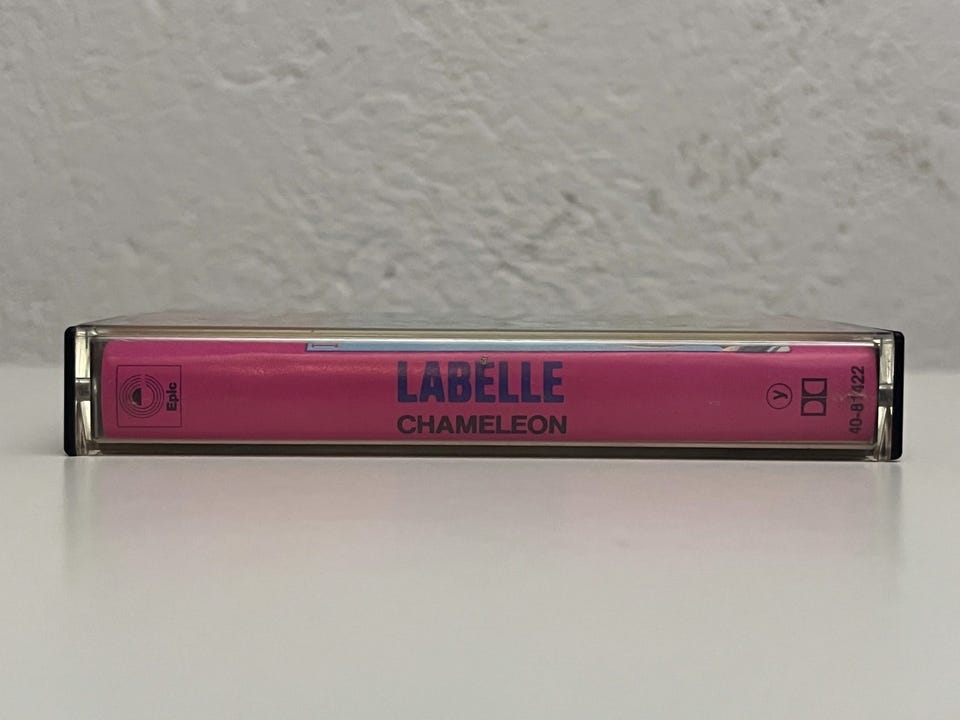 Epic
LABELLE
CHAMELEON
y
40-81422